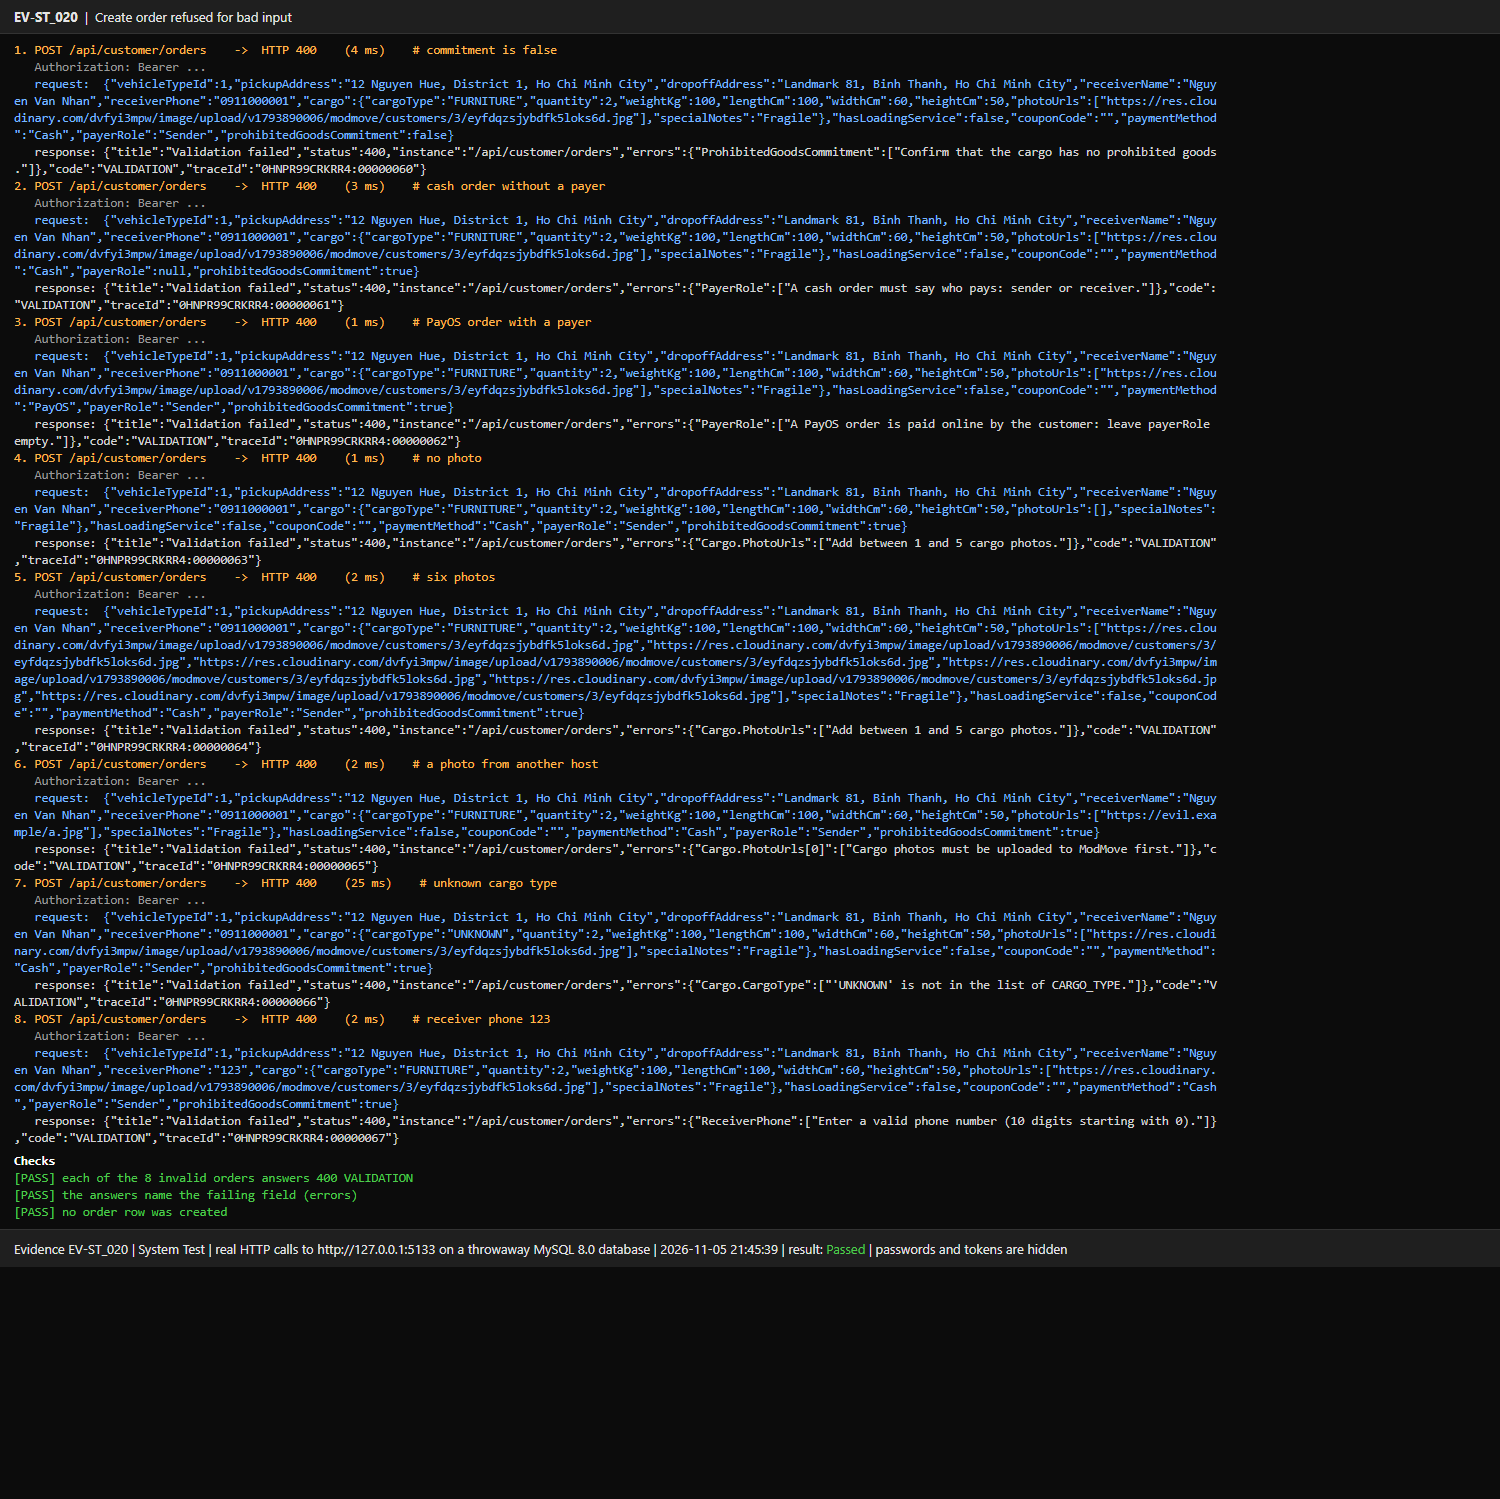 EV-ST_020 | Create order refused for bad input
1. POST /api/customer/orders -> HTTP 400 (4 ms) # commitment is false
Authorization: Bearer ...
request: {"vehicleTypeId":1,"pickupAddress":"12 Nguyen Hue, District 1, Ho Chi Minh City","dropoffAddress":"Landmark 81, Binh Thanh, Ho Chi Minh City","receiverName":"Nguy
en Van Nhan","receiverPhone":"0911000001","cargo":{"cargoType":"FURNITURE","quantity":2,"weightKg":100,"lengthCm":100,"widthCm":60,"heightCm":50,"photoUrls":["https://res.clou
dinary.com/dvfyi3mpw/image/upload/v1793890006/modmove/customers/3/eyfdqzsjybdfk5loks6d.jpg"],"specialNotes":"Fragile"},"hasLoadingService":false,"couponCode":"","paymentMethod
":"Cash","payerRole":"Sender","prohibitedGoodsCommitment":false}
response: {"title":"Validation failed","status":400,"instance":"/api/customer/orders","errors":{"ProhibitedGoodsCommitment":["Confirm that the cargo has no prohibited goods
."]},"code":"VALIDATION","traceId":"0HNPR99CRKRR4:00000060"}
2. POST /api/customer/orders -> HTTP 400 (3 ms) # cash order without a payer
Authorization: Bearer ...
request: {"vehicleTypeId":1,"pickupAddress":"12 Nguyen Hue, District 1, Ho Chi Minh City","dropoffAddress":"Landmark 81, Binh Thanh, Ho Chi Minh City","receiverName":"Nguy
en Van Nhan","receiverPhone":"0911000001","cargo":{"cargoType":"FURNITURE","quantity":2,"weightKg":100,"lengthCm":100,"widthCm":60,"heightCm":50,"photoUrls":["https://res.clou
dinary.com/dvfyi3mpw/image/upload/v1793890006/modmove/customers/3/eyfdqzsjybdfk5loks6d.jpg"],"specialNotes":"Fragile"},"hasLoadingService":false,"couponCode":"","paymentMethod
":"Cash","payerRole":null,"prohibitedGoodsCommitment":true}
response: {"title":"Validation failed","status":400,"instance":"/api/customer/orders","errors":{"PayerRole":["A cash order must say who pays: sender or receiver."]},"code":
"VALIDATION","traceId":"0HNPR99CRKRR4:00000061"}
3. POST /api/customer/orders -> HTTP 400 (1 ms) # PayOS order with a payer
Authorization: Bearer ...
request: {"vehicleTypeId":1,"pickupAddress":"12 Nguyen Hue, District 1, Ho Chi Minh City","dropoffAddress":"Landmark 81, Binh Thanh, Ho Chi Minh City","receiverName":"Nguy
en Van Nhan","receiverPhone":"0911000001","cargo":{"cargoType":"FURNITURE","quantity":2,"weightKg":100,"lengthCm":100,"widthCm":60,"heightCm":50,"photoUrls":["https://res.clou
dinary.com/dvfyi3mpw/image/upload/v1793890006/modmove/customers/3/eyfdqzsjybdfk5loks6d.jpg"],"specialNotes":"Fragile"},"hasLoadingService":false,"couponCode":"","paymentMethod
":"PayOS","payerRole":"Sender","prohibitedGoodsCommitment":true}
response: {"title":"Validation failed","status":400,"instance":"/api/customer/orders","errors":{"PayerRole":["A PayOS order is paid online by the customer: leave payerRole
empty."]},"code":"VALIDATION","traceId":"0HNPR99CRKRR4:00000062"}
4. POST /api/customer/orders -> HTTP 400 (1 ms) # no photo
Authorization: Bearer ...
request: {"vehicleTypeId":1,"pickupAddress":"12 Nguyen Hue, District 1, Ho Chi Minh City","dropoffAddress":"Landmark 81, Binh Thanh, Ho Chi Minh City","receiverName":"Nguy
en Van Nhan","receiverPhone":"0911000001","cargo":{"cargoType":"FURNITURE","quantity":2,"weightKg":100,"lengthCm":100,"widthCm":60,"heightCm":50,"photoUrls":[],"specialNotes":
"Fragile"},"hasLoadingService":false,"couponCode":"","paymentMethod":"Cash","payerRole":"Sender","prohibitedGoodsCommitment":true}
response: {"title":"Validation failed","status":400,"instance":"/api/customer/orders","errors":{"Cargo.PhotoUrls":["Add between 1 and 5 cargo photos."]},"code":"VALIDATION"
,"traceId":"0HNPR99CRKRR4:00000063"}
5. POST /api/customer/orders -> HTTP 400 (2 ms) # six photos
Authorization: Bearer ...
request: {"vehicleTypeId":1,"pickupAddress":"12 Nguyen Hue, District 1, Ho Chi Minh City","dropoffAddress":"Landmark 81, Binh Thanh, Ho Chi Minh City","receiverName":"Nguy
en Van Nhan","receiverPhone":"0911000001","cargo":{"cargoType":"FURNITURE","quantity":2,"weightKg":100,"lengthCm":100,"widthCm":60,"heightCm":50,"photoUrls":["https://res.clou
dinary.com/dvfyi3mpw/image/upload/v1793890006/modmove/customers/3/eyfdqzsjybdfk5loks6d.jpg","https://res.cloudinary.com/dvfyi3mpw/image/upload/v1793890006/modmove/customers/3/
eyfdqzsjybdfk5loks6d.jpg","https://res.cloudinary.com/dvfyi3mpw/image/upload/v1793890006/modmove/customers/3/eyfdqzsjybdfk5loks6d.jpg","https://res.cloudinary.com/dvfyi3mpw/im
age/upload/v1793890006/modmove/customers/3/eyfdqzsjybdfk5loks6d.jpg","https://res.cloudinary.com/dvfyi3mpw/image/upload/v1793890006/modmove/customers/3/eyfdqzsjybdfk5loks6d.jp
g","https://res.cloudinary.com/dvfyi3mpw/image/upload/v1793890006/modmove/customers/3/eyfdqzsjybdfk5loks6d.jpg"],"specialNotes":"Fragile"},"hasLoadingService":false,"couponCod
e":"","paymentMethod":"Cash","payerRole":"Sender","prohibitedGoodsCommitment":true}
response: {"title":"Validation failed","status":400,"instance":"/api/customer/orders","errors":{"Cargo.PhotoUrls":["Add between 1 and 5 cargo photos."]},"code":"VALIDATION"
,"traceId":"0HNPR99CRKRR4:00000064"}
6. POST /api/customer/orders -> HTTP 400 (2 ms) # a photo from another host
Authorization: Bearer ...
request: {"vehicleTypeId":1,"pickupAddress":"12 Nguyen Hue, District 1, Ho Chi Minh City","dropoffAddress":"Landmark 81, Binh Thanh, Ho Chi Minh City","receiverName":"Nguy
en Van Nhan","receiverPhone":"0911000001","cargo":{"cargoType":"FURNITURE","quantity":2,"weightKg":100,"lengthCm":100,"widthCm":60,"heightCm":50,"photoUrls":["https://evil.exa
mple/a.jpg"],"specialNotes":"Fragile"},"hasLoadingService":false,"couponCode":"","paymentMethod":"Cash","payerRole":"Sender","prohibitedGoodsCommitment":true}
response: {"title":"Validation failed","status":400,"instance":"/api/customer/orders","errors":{"Cargo.PhotoUrls[0]":["Cargo photos must be uploaded to ModMove first."]},"c
ode":"VALIDATION","traceId":"0HNPR99CRKRR4:00000065"}
7. POST /api/customer/orders -> HTTP 400 (25 ms) # unknown cargo type
Authorization: Bearer ...
request: {"vehicleTypeId":1,"pickupAddress":"12 Nguyen Hue, District 1, Ho Chi Minh City","dropoffAddress":"Landmark 81, Binh Thanh, Ho Chi Minh City","receiverName":"Nguy
en Van Nhan","receiverPhone":"0911000001","cargo":{"cargoType":"UNKNOWN","quantity":2,"weightKg":100,"lengthCm":100,"widthCm":60,"heightCm":50,"photoUrls":["https://res.cloudi
nary.com/dvfyi3mpw/image/upload/v1793890006/modmove/customers/3/eyfdqzsjybdfk5loks6d.jpg"],"specialNotes":"Fragile"},"hasLoadingService":false,"couponCode":"","paymentMethod":
"Cash","payerRole":"Sender","prohibitedGoodsCommitment":true}
response: {"title":"Validation failed","status":400,"instance":"/api/customer/orders","errors":{"Cargo.CargoType":["'UNKNOWN' is not in the list of CARGO_TYPE."]},"code":"V
ALIDATION","traceId":"0HNPR99CRKRR4:00000066"}
8. POST /api/customer/orders -> HTTP 400 (2 ms) # receiver phone 123
Authorization: Bearer ...
request: {"vehicleTypeId":1,"pickupAddress":"12 Nguyen Hue, District 1, Ho Chi Minh City","dropoffAddress":"Landmark 81, Binh Thanh, Ho Chi Minh City","receiverName":"Nguy
en Van Nhan","receiverPhone":"123","cargo":{"cargoType":"FURNITURE","quantity":2,"weightKg":100,"lengthCm":100,"widthCm":60,"heightCm":50,"photoUrls":["https://res.cloudinary.
com/dvfyi3mpw/image/upload/v1793890006/modmove/customers/3/eyfdqzsjybdfk5loks6d.jpg"],"specialNotes":"Fragile"},"hasLoadingService":false,"couponCode":"","paymentMethod":"Cash
","payerRole":"Sender","prohibitedGoodsCommitment":true}
response: {"title":"Validation failed","status":400,"instance":"/api/customer/orders","errors":{"ReceiverPhone":["Enter a valid phone number (10 digits starting with 0)."]}
,"code":"VALIDATION","traceId":"0HNPR99CRKRR4:00000067"}
Checks
[PASS] each of the 8 invalid orders answers 400 VALIDATION
[PASS] the answers name the failing field (errors)
[PASS] no order row was created
Evidence EV-ST_020 | System Test | real HTTP calls to http://127.0.0.1:5133 on a throwaway MySQL 8.0 database | 2026-11-05 21:45:39 | result: Passed | passwords and tokens are hidden